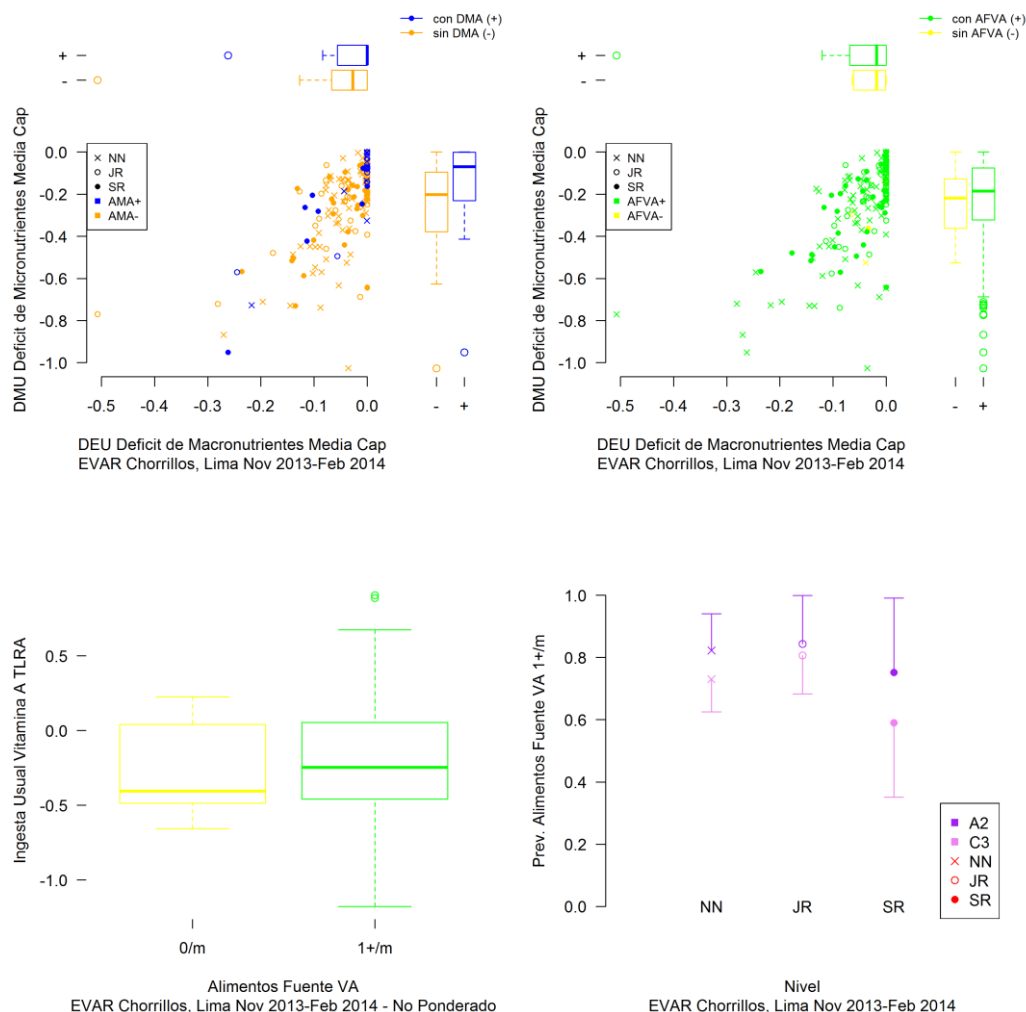 con DMA (+)
sin DMA (-)
+
-
DMU Deficit de Micronutrientes Media Cap
0.0
-0.2
-0.4
-0.6
-0.8
-1.0
NN
JR
SR
AMA+
AMA-
-0.5
-0.4
-0.3
-0.2
-0.1
0.0
-
+
DEU Deficit de Macronutrientes Media Cap
EVAR Chorrillos, Lima Nov 2013-Feb 2014
con AFVA (+)
sin AFVA (-)
+
-
DMU Deficit de Micronutrientes Media Cap
0.0
-0.2
-0.4
-0.6
-0.8
-1.0
NN
JR
SR
AFVA+
AFVA-
-0.5
-0.4
-0.3
-0.2
-0.1
0.0
-
+
DEU Deficit de Macronutrientes Media Cap
EVAR Chorrillos, Lima Nov 2013-Feb 2014
Ingesta Usual Vitamina A TLRA
0.5
0.0
-0.5
-1.0
0/m
1+/m
Alimentos Fuente VA
EVAR Chorrillos, Lima Nov 2013-Feb 2014 - No Ponderado
Prev. Alimentos Fuente VA 1+/m
1.0
0.8
0.6
0.4
0.2
0.0
NN
JR
SR
A2
C3
NN
JR
SR
Nivel
EVAR Chorrillos, Lima Nov 2013-Feb 2014